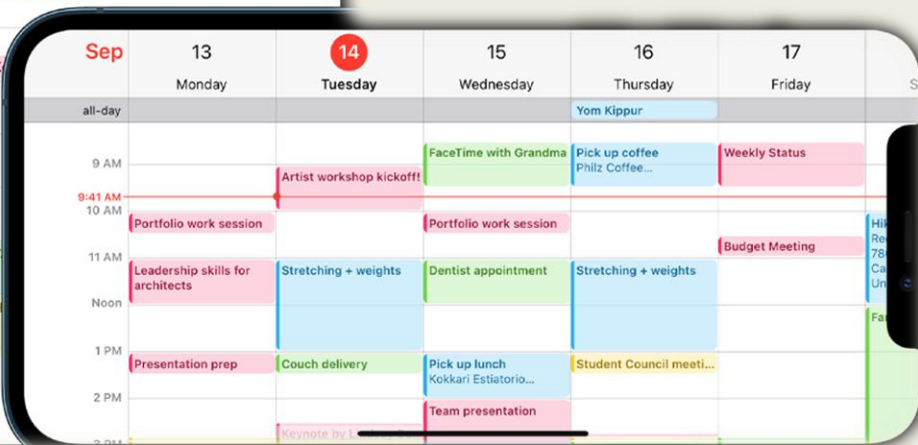 Sep
13
14
15
16
17
Monday
Tuesday
Wednesday
Thursday
Friday
all-day
Yom Kippur
9 AM
9:41 AM
10 AM
11 AM
Noon
1 PM
2 PM
Portfolio work session
Leadership skills for
architects
Presentation prep
Artist workshop kickoff!
Stretching + weights
Couch delivery
Keynote by
FaceTime with Grandma
Portfolio work session
Dentist appointment
Pick up lunch
Kokkari Estiatorio...
Team presentation
Pick up coffee
Philz Coffee...
Stretching + weights
Student Council meeti...
Weekly Status
Budget Meeting